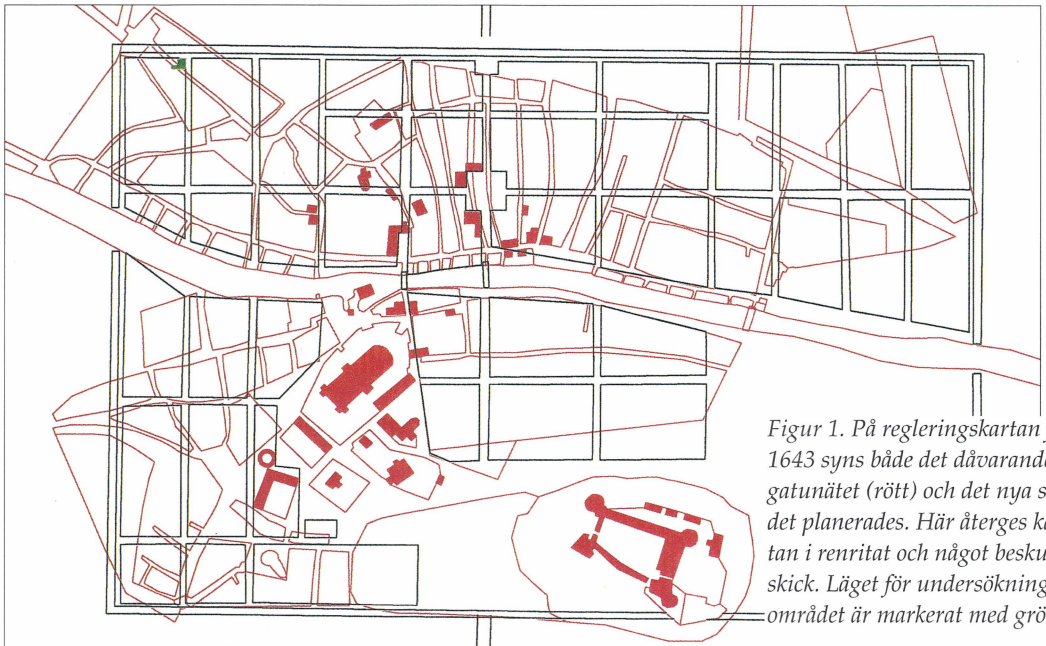 Figur 1. På regleringskartan
1643 syns både det dåvarand
gatunätet (rött) och det nya s
det planerades. Här återges k
tan i renritat och något besku
skick. Läget för undersökning
området är markerat med grö